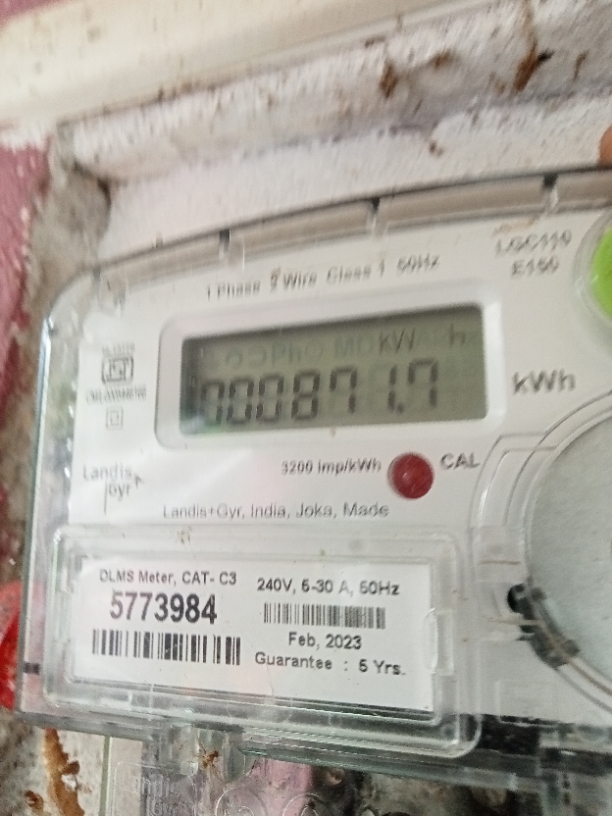 LGC110
E150
1 Phase 2 Wire Class 1 50Hz
kW h
000871.7
kWh
3200 imp/kWh
CAL
Landis
Gyr
Landis+Gyr, India, Joka, Made
DLMS Meter, CAT- C3
5773984
240V, 5-30 A, 50Hz
Feb, 2023
Guarantee : 5 Yrs.